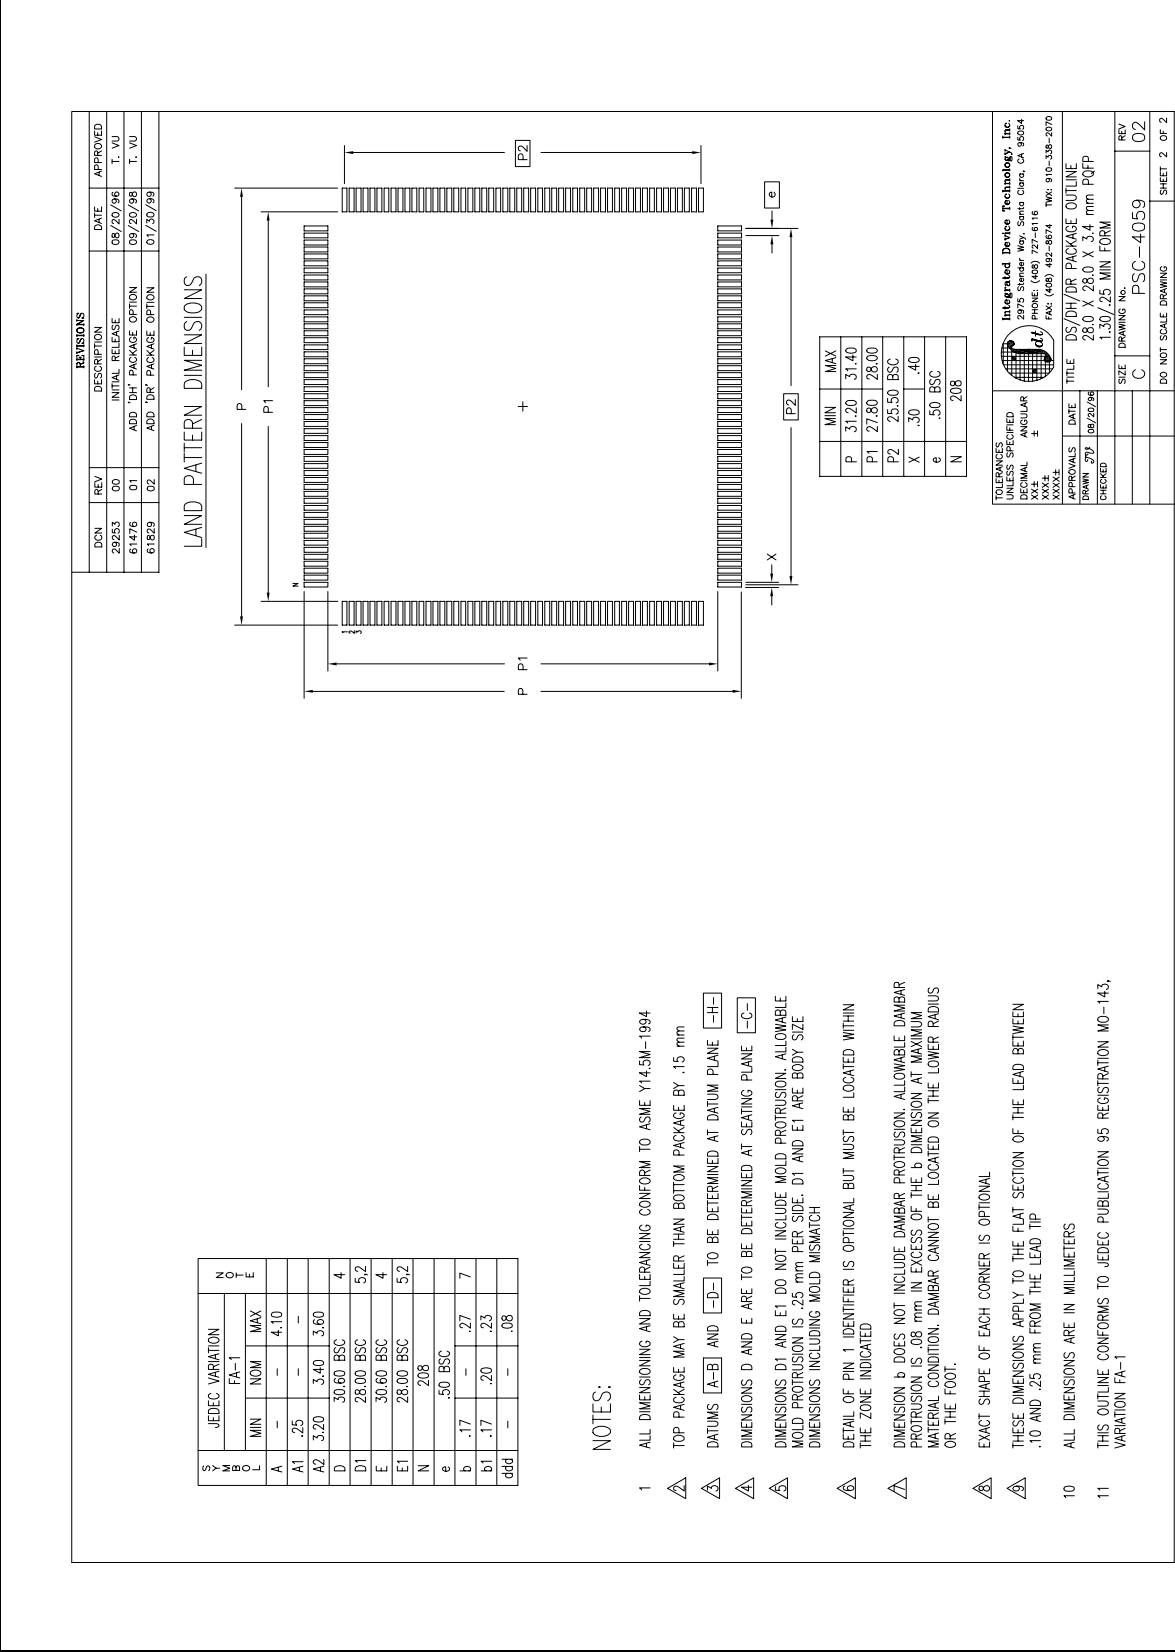 REVISIONS
DCN REV DESCRIPTION DATE APPROVED
29253 00 INITIAL RELEASE 08/20/96 T. VU
61476 01 ADD "DH" PACKAGE OPTION 09/20/98 T. VU
61829 02 ADD "DR" PACKAGE OPTION 01/30/99
LAND PATTERN DIMENSIONS
P
P1
P2
N
1
2
3
P
P1
P2
e
X
MIN MAX
P 31.20 31.40
P1 27.80 28.00
P2 25.50 BSC
X .30 .40
e .50 BSC
N 208
SYMBOL JEDEC VARIATION NOTE
FA-1
MIN NOM MAX
A – – 4.10
A1 .25 – –
A2 3.20 3.40 3.60
D 30.60 BSC 4
D1 28.00 BSC 5,2
E 30.60 BSC 4
E1 28.00 BSC 5,2
N 208
e .50 BSC
b .17 – .27 7
b1 .17 .20 .23
ddd – – .08
NOTES:
1 ALL DIMENSIONING AND TOLERANCING CONFORM TO ASME Y14.5M-1994
2 TOP PACKAGE MAY BE SMALLER THAN BOTTOM PACKAGE BY .15 mm
3 DATUMS A-B AND -D- TO BE DETERMINED AT DATUM PLANE -H-
4 DIMENSIONS D AND E ARE TO BE DETERMINED AT SEATING PLANE -C-
5 DIMENSIONS D1 AND E1 DO NOT INCLUDE MOLD PROTRUSION. ALLOWABLE
MOLD PROTRUSION IS .25 mm PER SIDE. D1 AND E1 ARE BODY SIZE
DIMENSIONS INCLUDING MOLD MISMATCH
6 DETAIL OF PIN 1 IDENTIFIER IS OPTIONAL BUT MUST BE LOCATED WITHIN
THE ZONE INDICATED
7 DIMENSION b DOES NOT INCLUDE DAMBAR PROTRUSION. ALLOWABLE DAMBAR
PROTRUSION IS .08 mm IN EXCESS OF THE b DIMENSION AT MAXIMUM
MATERIAL CONDITION. DAMBAR CANNOT BE LOCATED ON THE LOWER RADIUS
OR THE FOOT.
8 EXACT SHAPE OF EACH CORNER IS OPTIONAL
9 THESE DIMENSIONS APPLY TO THE FLAT SECTION OF THE LEAD BETWEEN
.10 AND .25 mm FROM THE LEAD TIP
10 ALL DIMENSIONS ARE IN MILLIMETERS
11 THIS OUTLINE CONFORMS TO JEDEC PUBLICATION 95 REGISTRATION MO-143,
VARIATION FA-1
TOLERANCES
UNLESS SPECIFIED
DECIMAL ANGULAR
XX± ±
XXX±
XXXX±
APPROVALS DATE
DRAWN TV 08/20/96
CHECKED
idt
Integrated Device Technology, Inc.
2975 Stender Way, Santa Clara, CA 95054
PHONE: (408) 727-6116
FAX: (408) 492-8674 TWX: 910-338-2070
TITLE DS/DH/DR PACKAGE OUTLINE
28.0 X 28.0 X 3.4 mm PQFP
1.30/.25 MIN FORM
SIZE DRAWING No. REV
C PSC-4059 02
DO NOT SCALE DRAWING SHEET 2 OF 2